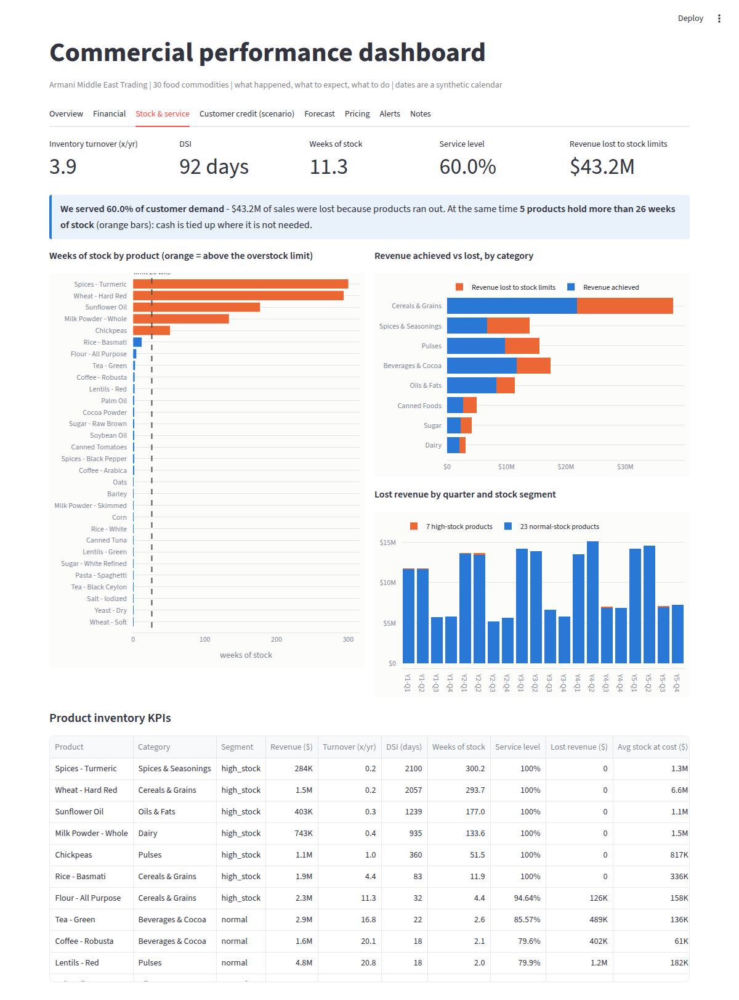 Deploy
Commercial performance dashboard
Armani Middle East Trading | 30 food commodities | what happened, what to expect, what to do | dates are a synthetic calendar
Overview Financial Stock & service Customer credit (scenario) Forecast Pricing Alerts Notes
Inventory turnover (x/yr) DSI Weeks of stock Service level Revenue lost to stock limits
3.9 92 days 11.3 60.0% $43.2M
We served 60.0% of customer demand - $43.2M of sales were lost because products ran out. At the same time 5 products hold more than 26 weeks
of stock (orange bars): cash is tied up where it is not needed.
Weeks of stock by product (orange = above the overstock limit)
Spices - Turmeric
Wheat - Hard Red
Sunflower Oil
Milk Powder - Whole
Chickpeas
Rice - Basmati
Flour - All Purpose
Tea - Green
Coffee - Robusta
Lentils - Red
Palm Oil
Cocoa Powder
Sugar - Raw Brown
Soybean Oil
Canned Tomatoes
Spices - Black Pepper
Coffee - Arabica
Oats
Barley
Milk Powder - Skimmed
Corn
Rice - White
Canned Tuna
Lentils - Green
Sugar - White Refined
Pasta - Spaghetti
Tea - Black Ceylon
Salt - Iodized
Yeast - Dry
Wheat - Soft
0 100 200 300
weeks of stock
Revenue achieved vs lost, by category
Revenue lost to stock limits Revenue achieved
Cereals & Grains
Spices & Seasonings
Pulses
Beverages & Cocoa
Oils & Fats
Canned Foods
Sugar
Dairy
$0 $10M $20M $30M
Lost revenue by quarter and stock segment
7 high-stock products 23 normal-stock products
$15M
$10M
$5M
$0
Y1-Q1 Y1-Q2 Y1-Q3 Y1-Q4 Y2-Q1 Y2-Q2 Y2-Q3 Y2-Q4 Y3-Q1 Y3-Q2 Y3-Q3 Y3-Q4 Y4-Q1 Y4-Q2 Y4-Q3 Y4-Q4 Y5-Q1 Y5-Q2 Y5-Q3 Y5-Q4
Product inventory KPIs
Product Category Segment Revenue ($) Turnover (x/yr) DSI (days) Weeks of stock Service level Lost revenue ($) Avg stock at cost ($)
Spices - Turmeric Spices & Seasonings high_stock 284K 0.2 2100 300.2 100% 0 1.3M
Wheat - Hard Red Cereals & Grains high_stock 1.5M 0.2 2057 293.7 100% 0 6.6M
Sunflower Oil Oils & Fats high_stock 403K 0.3 1239 177.0 100% 0 1.1M
Milk Powder - Whole Dairy high_stock 743K 0.4 935 133.6 100% 0 1.5M
Chickpeas Pulses high_stock 1.1M 1.0 360 51.5 100% 0 817K
Rice - Basmati Cereals & Grains high_stock 1.9M 4.4 83 11.9 100% 0 336K
Flour - All Purpose Cereals & Grains high_stock 2.3M 11.3 32 4.4 94.64% 126K 158K
Tea - Green Beverages & Cocoa normal 2.9M 16.8 22 2.6 85.57% 489K 136K
Coffee - Robusta Beverages & Cocoa normal 1.6M 20.1 18 2.1 79.6% 402K 61K
Lentils - Red Pulses normal 4.8M 20.8 18 2.0 79.9% 1.2M 182K